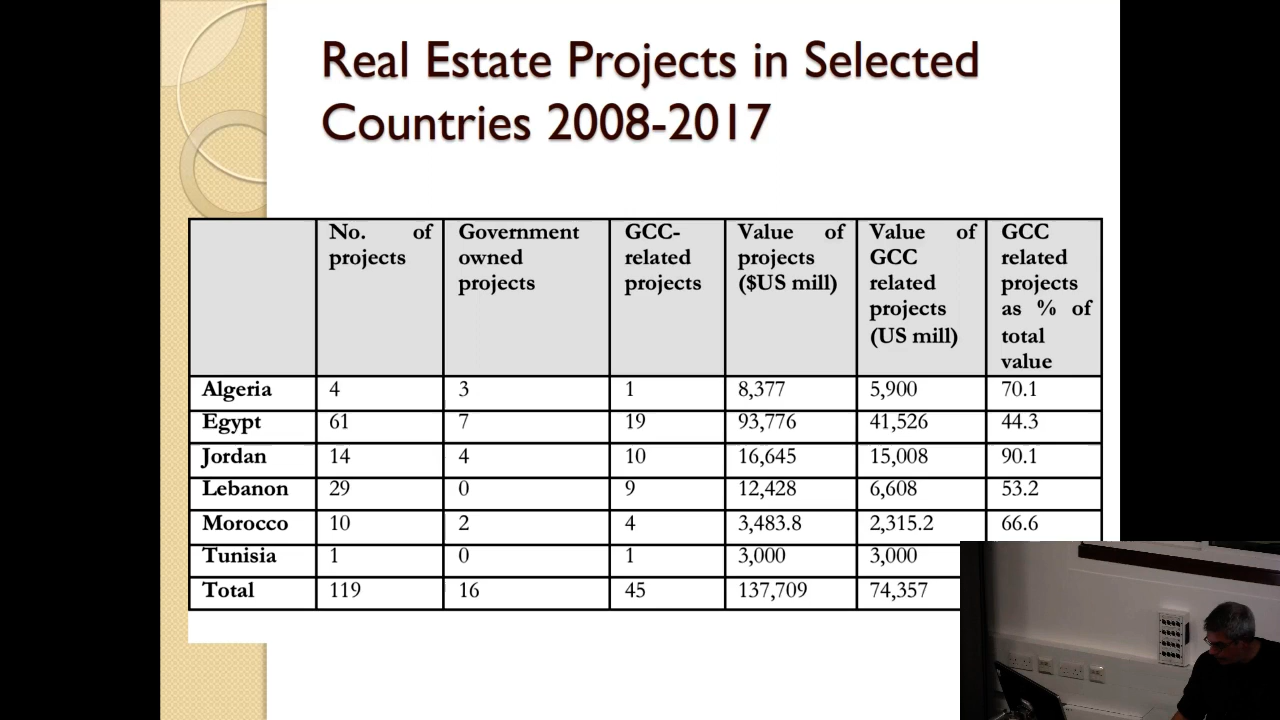 Real Estate Projects in Selected
Countries 2008-2017
No. of projects Government owned projects GCC-related projects Value of projects ($US mill) Value of GCC related projects (US mill) GCC related projects as % of total value
Algeria 4 3 1 8,377 5,900 70.1
Egypt 61 7 19 93,776 41,526 44.3
Jordan 14 4 10 16,645 15,008 90.1
Lebanon 29 0 9 12,428 6,608 53.2
Morocco 10 2 4 3,483.8 2,315.2 66.6
Tunisia 1 0 1 3,000 3,000
Total 119 16 45 137,709 74,357